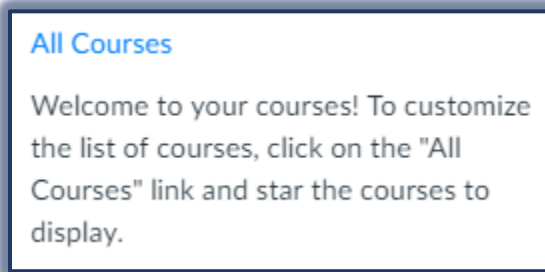 All Courses
Welcome to your courses! To customize
the list of courses, click on the "All
Courses" link and star the courses to
display.